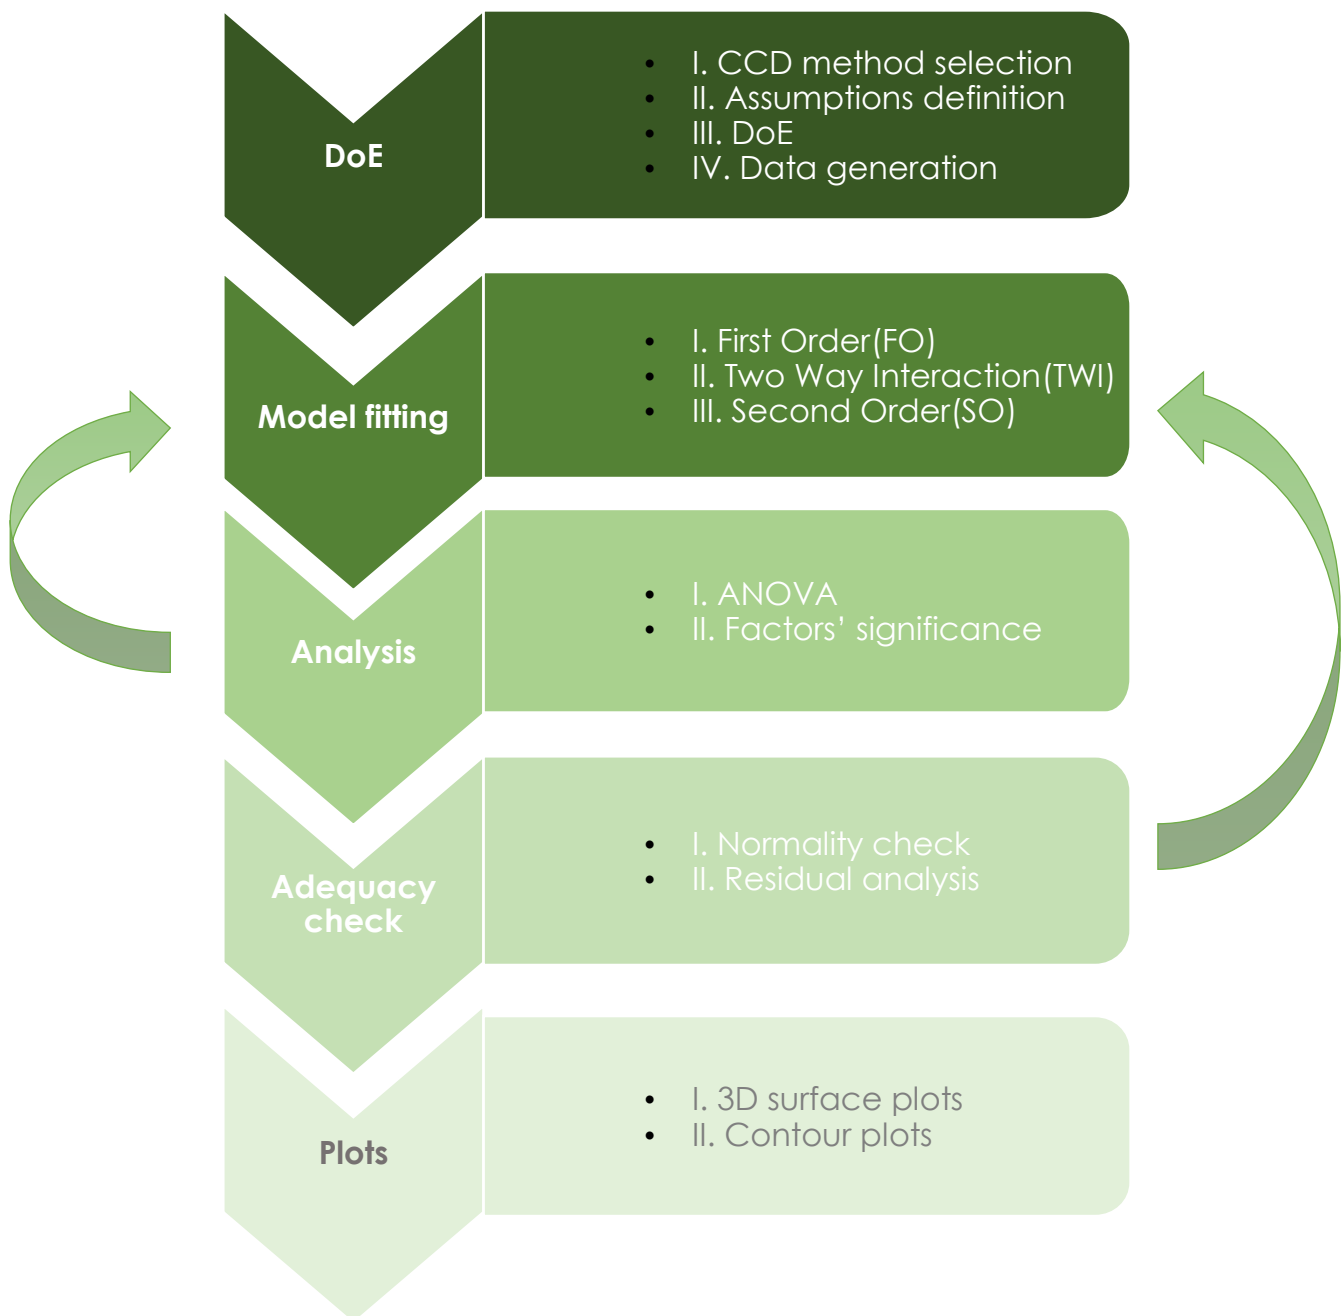 DoE
• I. CCD method selection
• II. Assumptions definition
• III. DoE
• IV. Data generation
Model fitting
• I. First Order(FO)
• II. Two Way Interaction(TWI)
• III. Second Order(SO)
Analysis
• I. ANOVA
• II. Factors’ significance
Adequacy
check
• I. Normality check
• II. Residual analysis
Plots
• I. 3D surface plots
• II. Contour plots